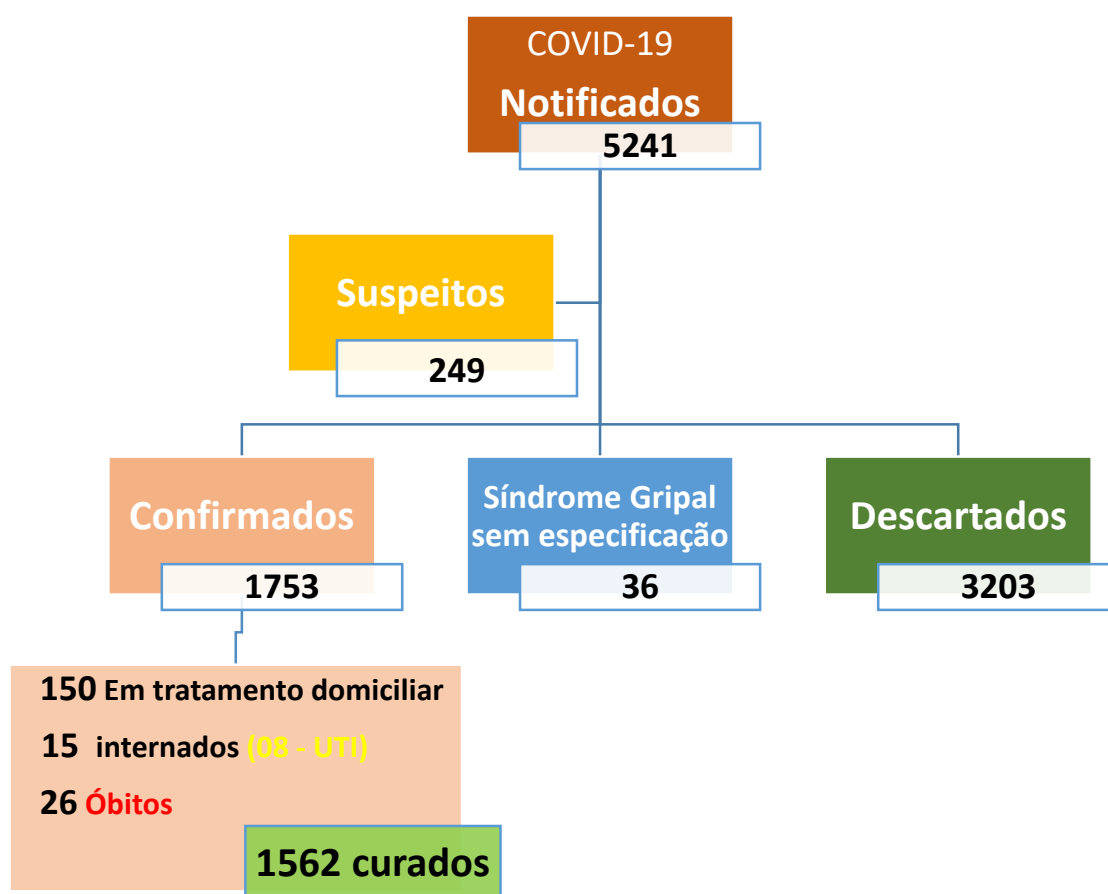 COVID-19
Notificados
5241
Suspeitos
249
Confirmados
1753
Síndrome Gripal
sem especificação
36
Descartados
3203
150 Em tratamento domiciliar
15 internados (08 - UTI)
26 Óbitos
1562 curados